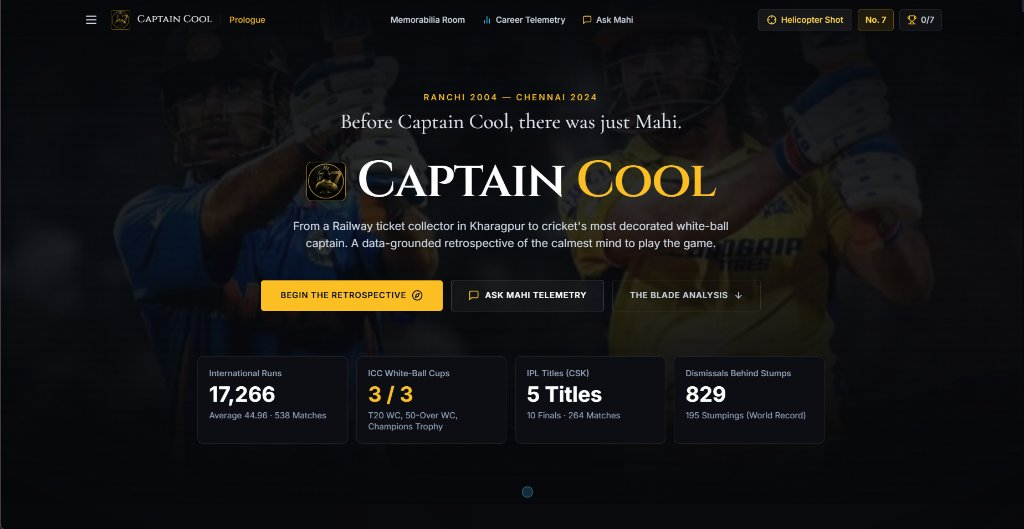 CAPTAIN COOL
Prologue
Memorabilia Room
Career Telemetry
Ask Mahi
Helicopter Shot
No. 7
0/7
RANCHI 2004 — CHENNAI 2024
Before Captain Cool, there was just Mahi.
CAPTAIN COOL
From a Railway ticket collector in Kharagpur to cricket's most decorated white-ball
captain. A data-grounded retrospective of the calmest mind to play the game.
BEGIN THE RETROSPECTIVE
ASK MAHI TELEMETRY
THE BLADE ANALYSIS
International Runs
17,266
Average 44.96 · 538 Matches
ICC White-Ball Cups
3 / 3
T20 WC, 50-Over WC,
Champions Trophy
IPL Titles (CSK)
5 Titles
10 Finals · 264 Matches
Dismissals Behind Stumps
829
195 Stumpings (World Record)